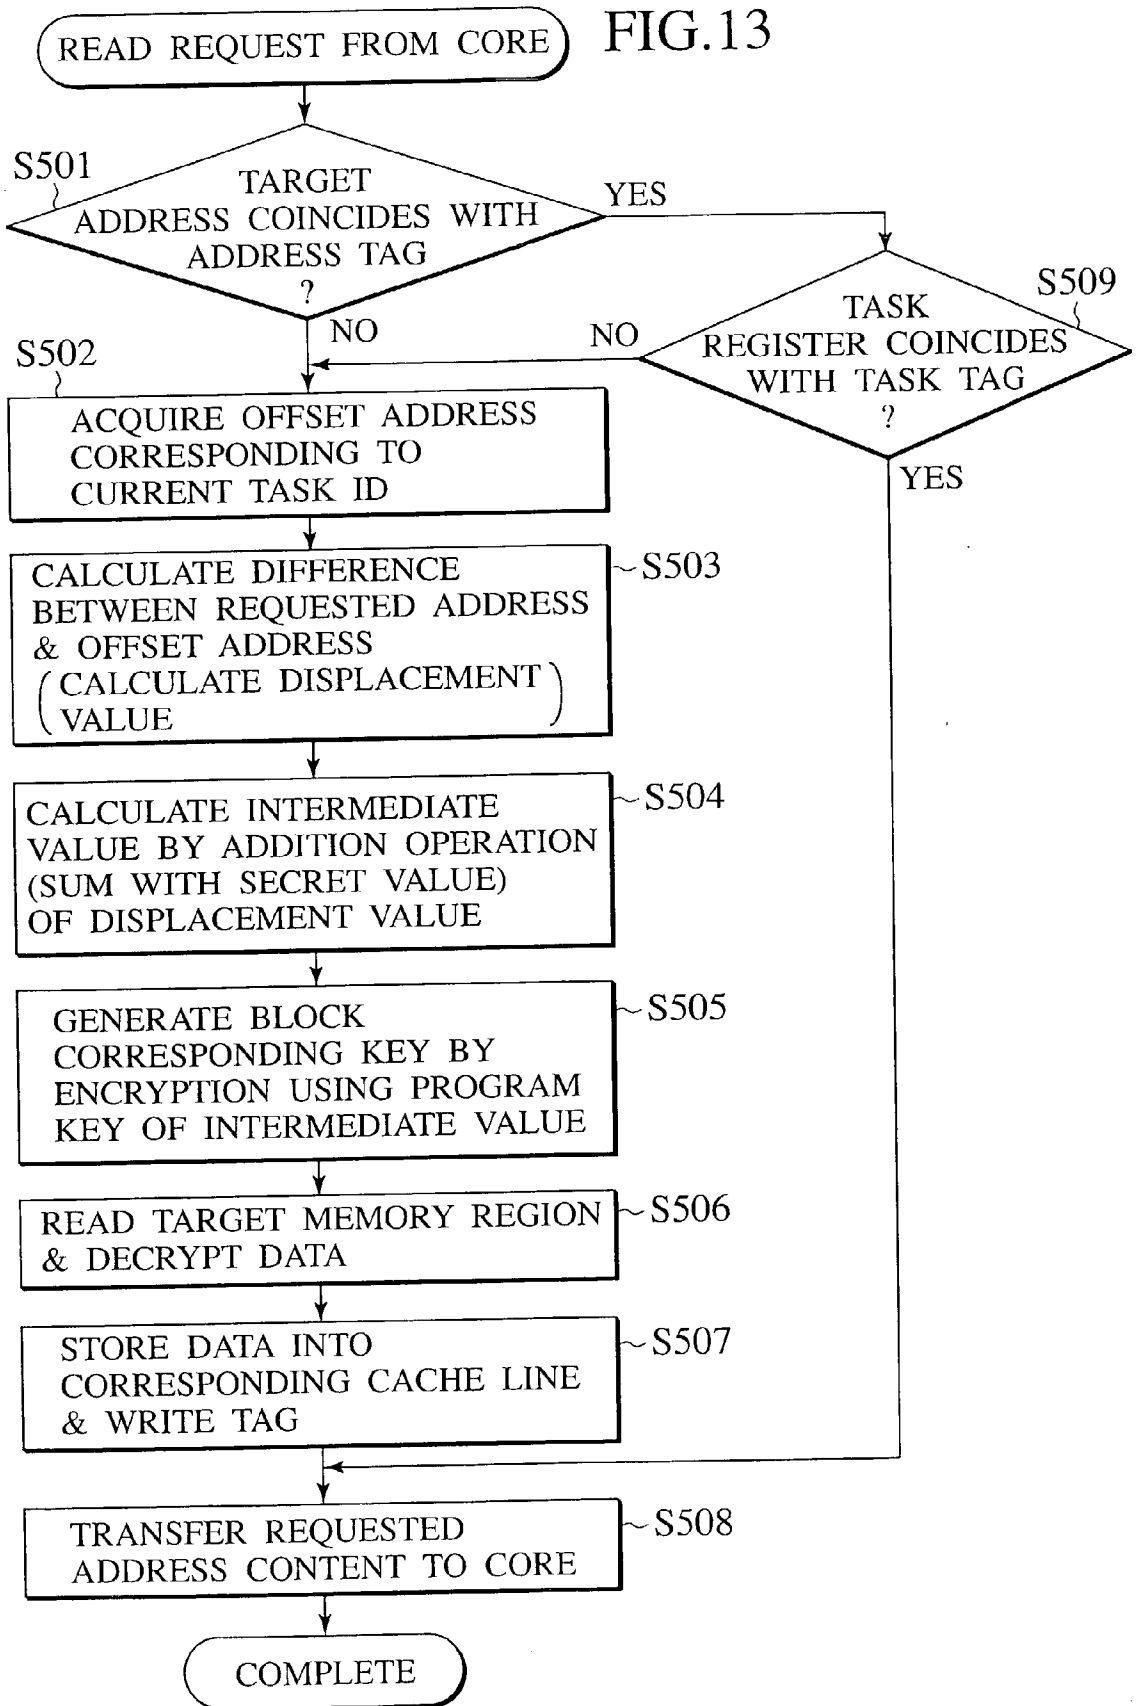 READ REQUEST FROM CORE
FIG.13
S501
TARGET
ADDRESS COINCIDES WITH
ADDRESS TAG
?
YES
NO
S509
TASK
REGISTER COINCIDES
WITH TASK TAG
?
NO
YES
S502
ACQUIRE OFFSET ADDRESS
CORRESPONDING TO
CURRENT TASK ID
S503
CALCULATE DIFFERENCE
BETWEEN REQUESTED ADDRESS
& OFFSET ADDRESS
(CALCULATE DISPLACEMENT
VALUE)
S504
CALCULATE INTERMEDIATE
VALUE BY ADDITION OPERATION
(SUM WITH SECRET VALUE)
OF DISPLACEMENT VALUE
S505
GENERATE BLOCK
CORRESPONDING KEY BY
ENCRYPTION USING PROGRAM
KEY OF INTERMEDIATE VALUE
S506
READ TARGET MEMORY REGION
& DECRYPT DATA
S507
STORE DATA INTO
CORRESPONDING CACHE LINE
& WRITE TAG
S508
TRANSFER REQUESTED
ADDRESS CONTENT TO CORE
COMPLETE